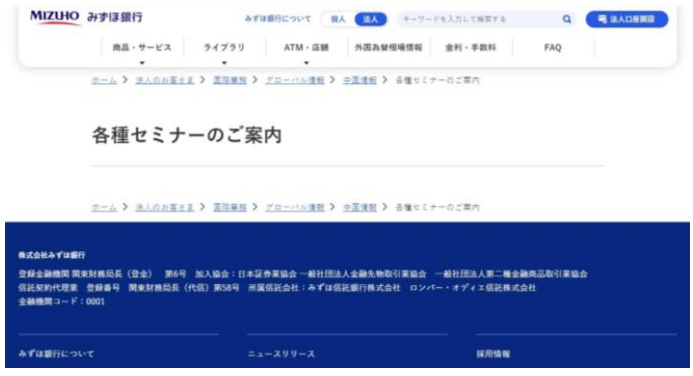 MIZUHO みずほ銀行
みずほ銀行について 個人 法人 キーワードを入力して検索する 法人口座開設
商品・サービス ライブラリ ATM・店舗 外国為替相場情報 金利・手数料 FAQ
ホーム > 法人のお客さま > 国際業務 > グローバル情報 > 中国情報 > 各種セミナーのご案内
各種セミナーのご案内
ホーム > 法人のお客さま > 国際業務 > グローバル情報 > 中国情報 > 各種セミナーのご案内
株式会社みずほ銀行
登録金融機関 関東財務局長(登金) 第6号 加入協会:日本証券業協会 一般社団法人金融先物取引業協会 一般社団法人第二種金融商品取引業協会
信託契約代理業 登録番号 関東財務局長(代信)第58号 所属信託会社:みずほ信託銀行株式会社 ロンバー・オディエ信託株式会社
金融機関コード:0001
みずほ銀行について ニュースリリース 採用情報